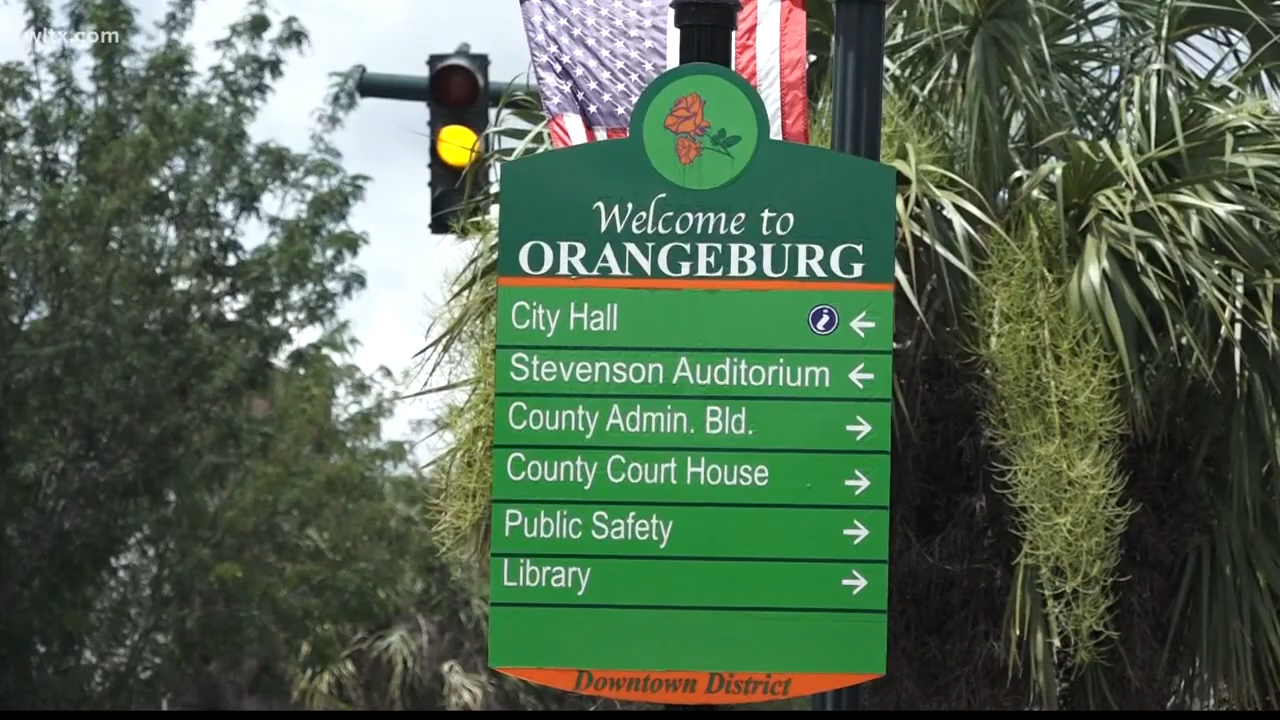 wltx.com
Welcome to
ORANGEBURG
City Hall i ←
Stevenson Auditorium ←
County Admin. Bld. →
County Court House →
Public Safety →
Library →
Downtown District